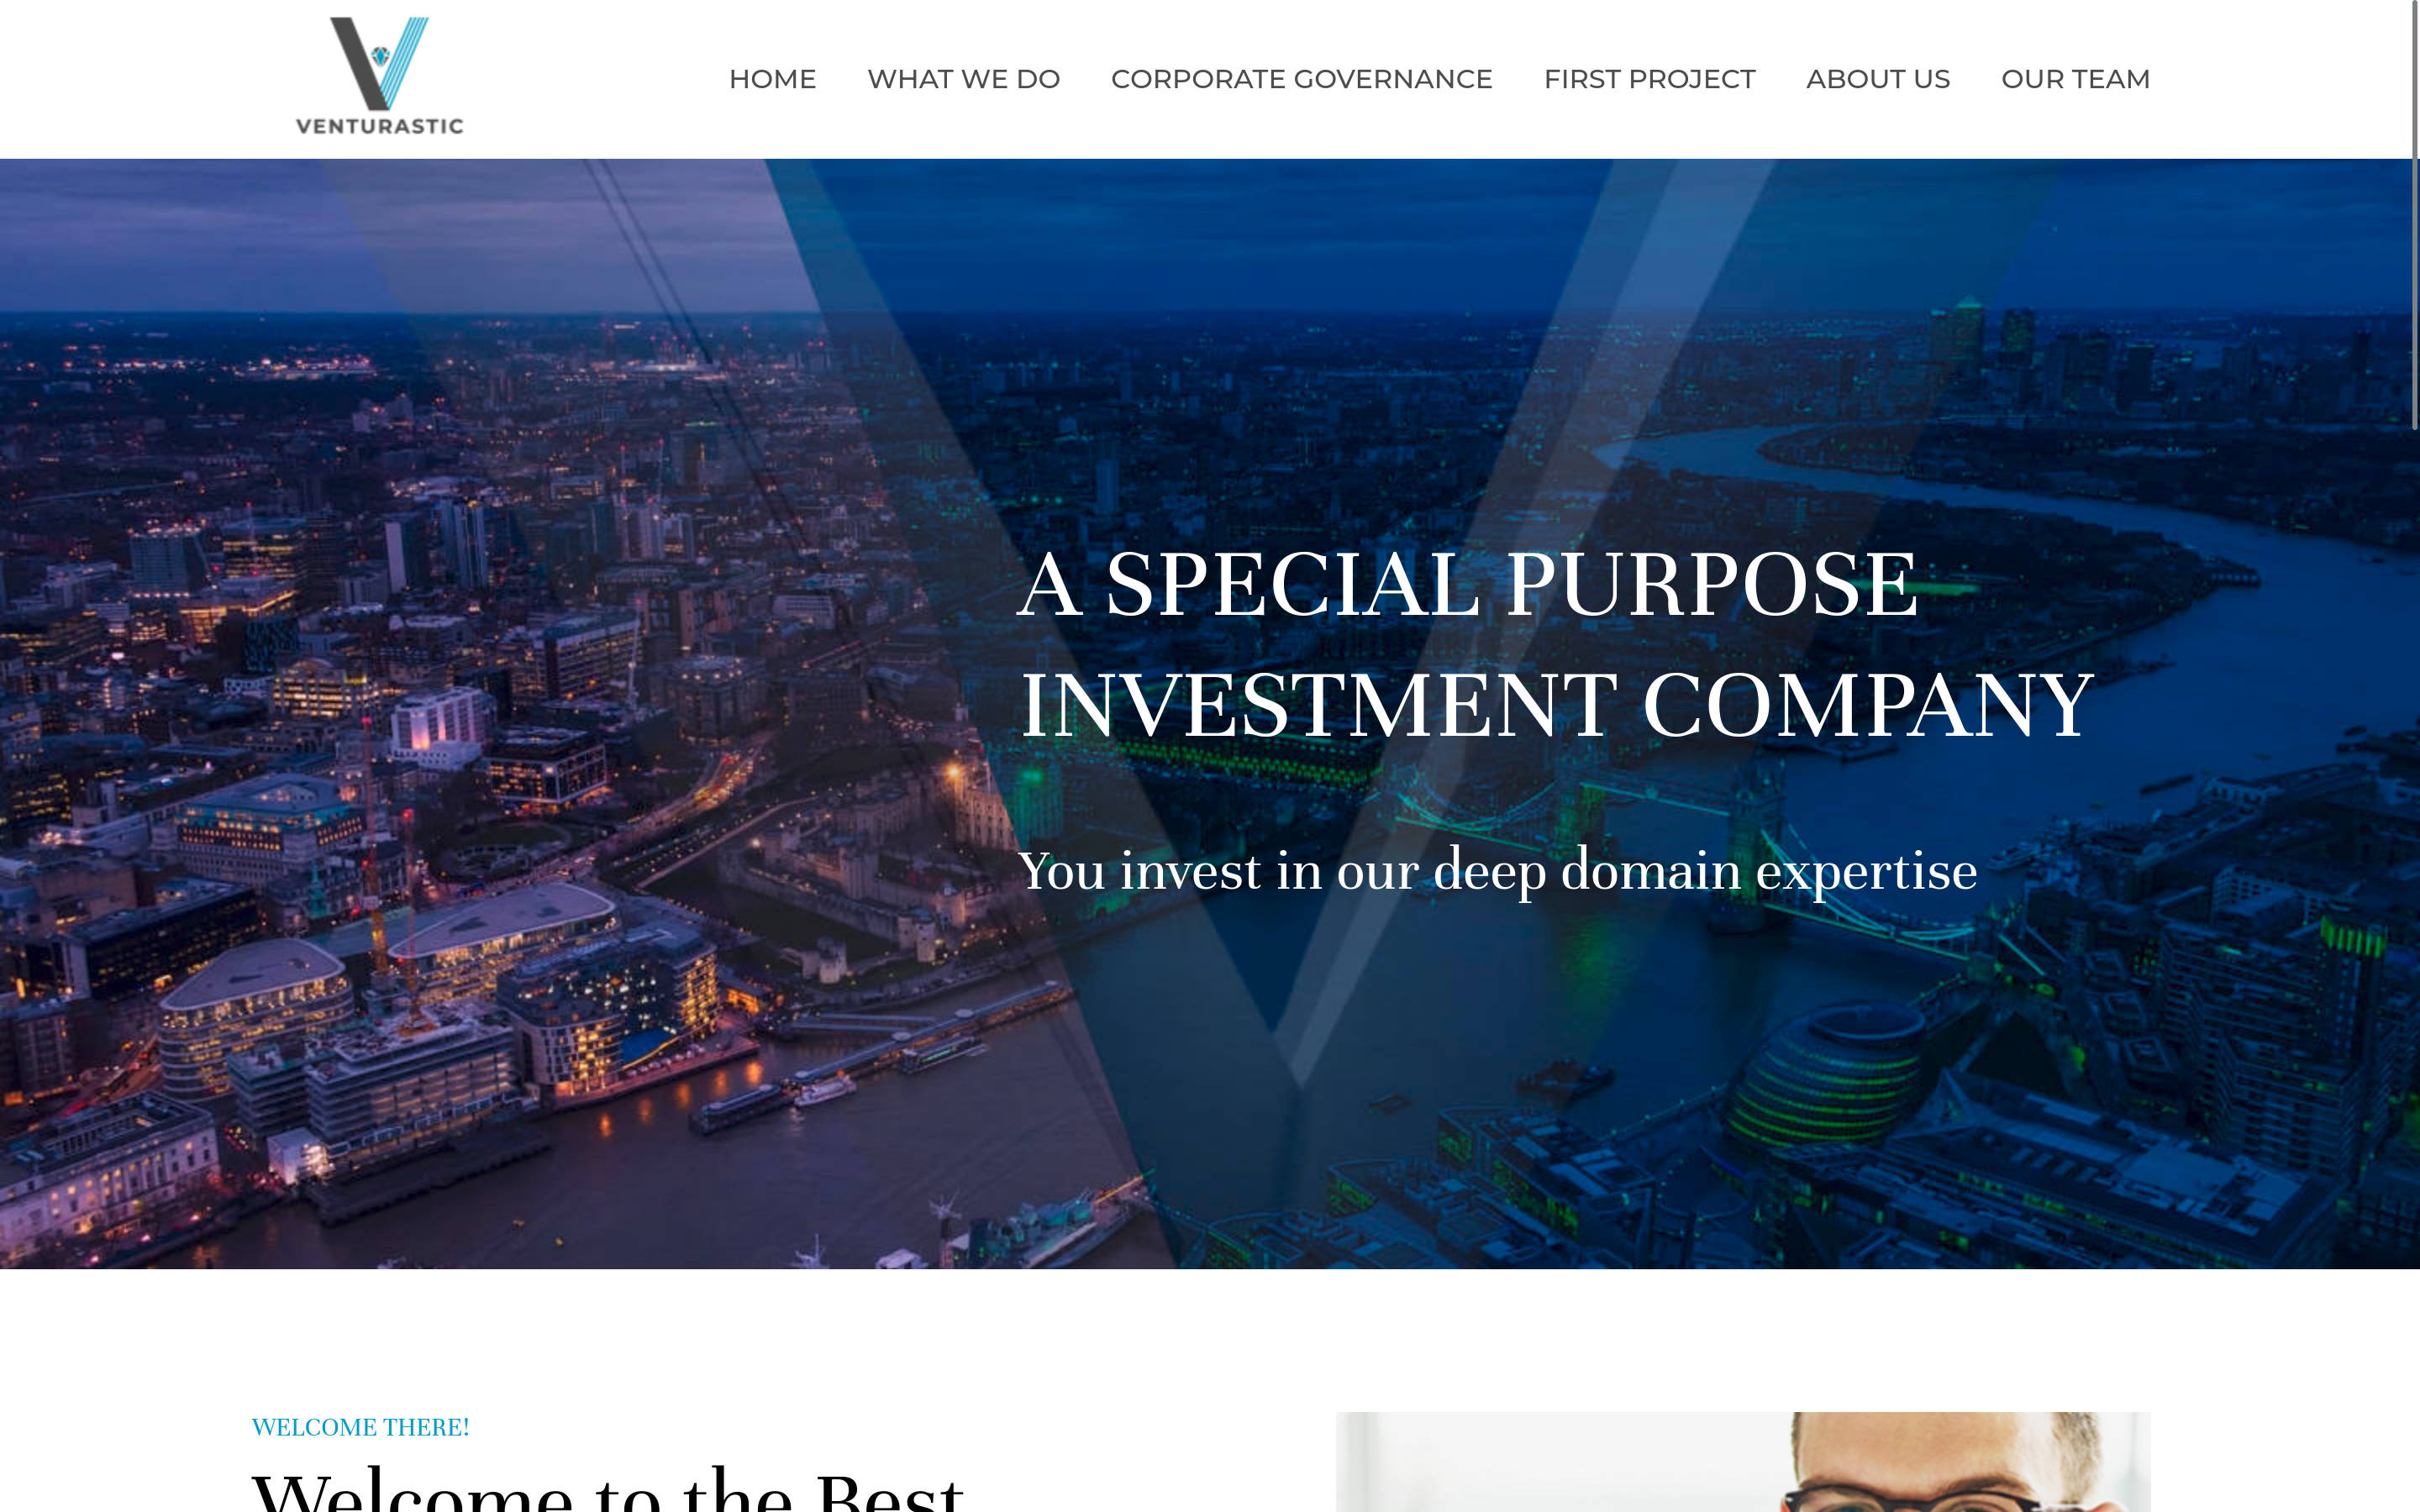 VENTURASTIC
HOME WHAT WE DO CORPORATE GOVERNANCE FIRST PROJECT ABOUT US OUR TEAM
A SPECIAL PURPOSE
INVESTMENT COMPANY
You invest in our deep domain expertise
WELCOME THERE!
Welcome to the Best